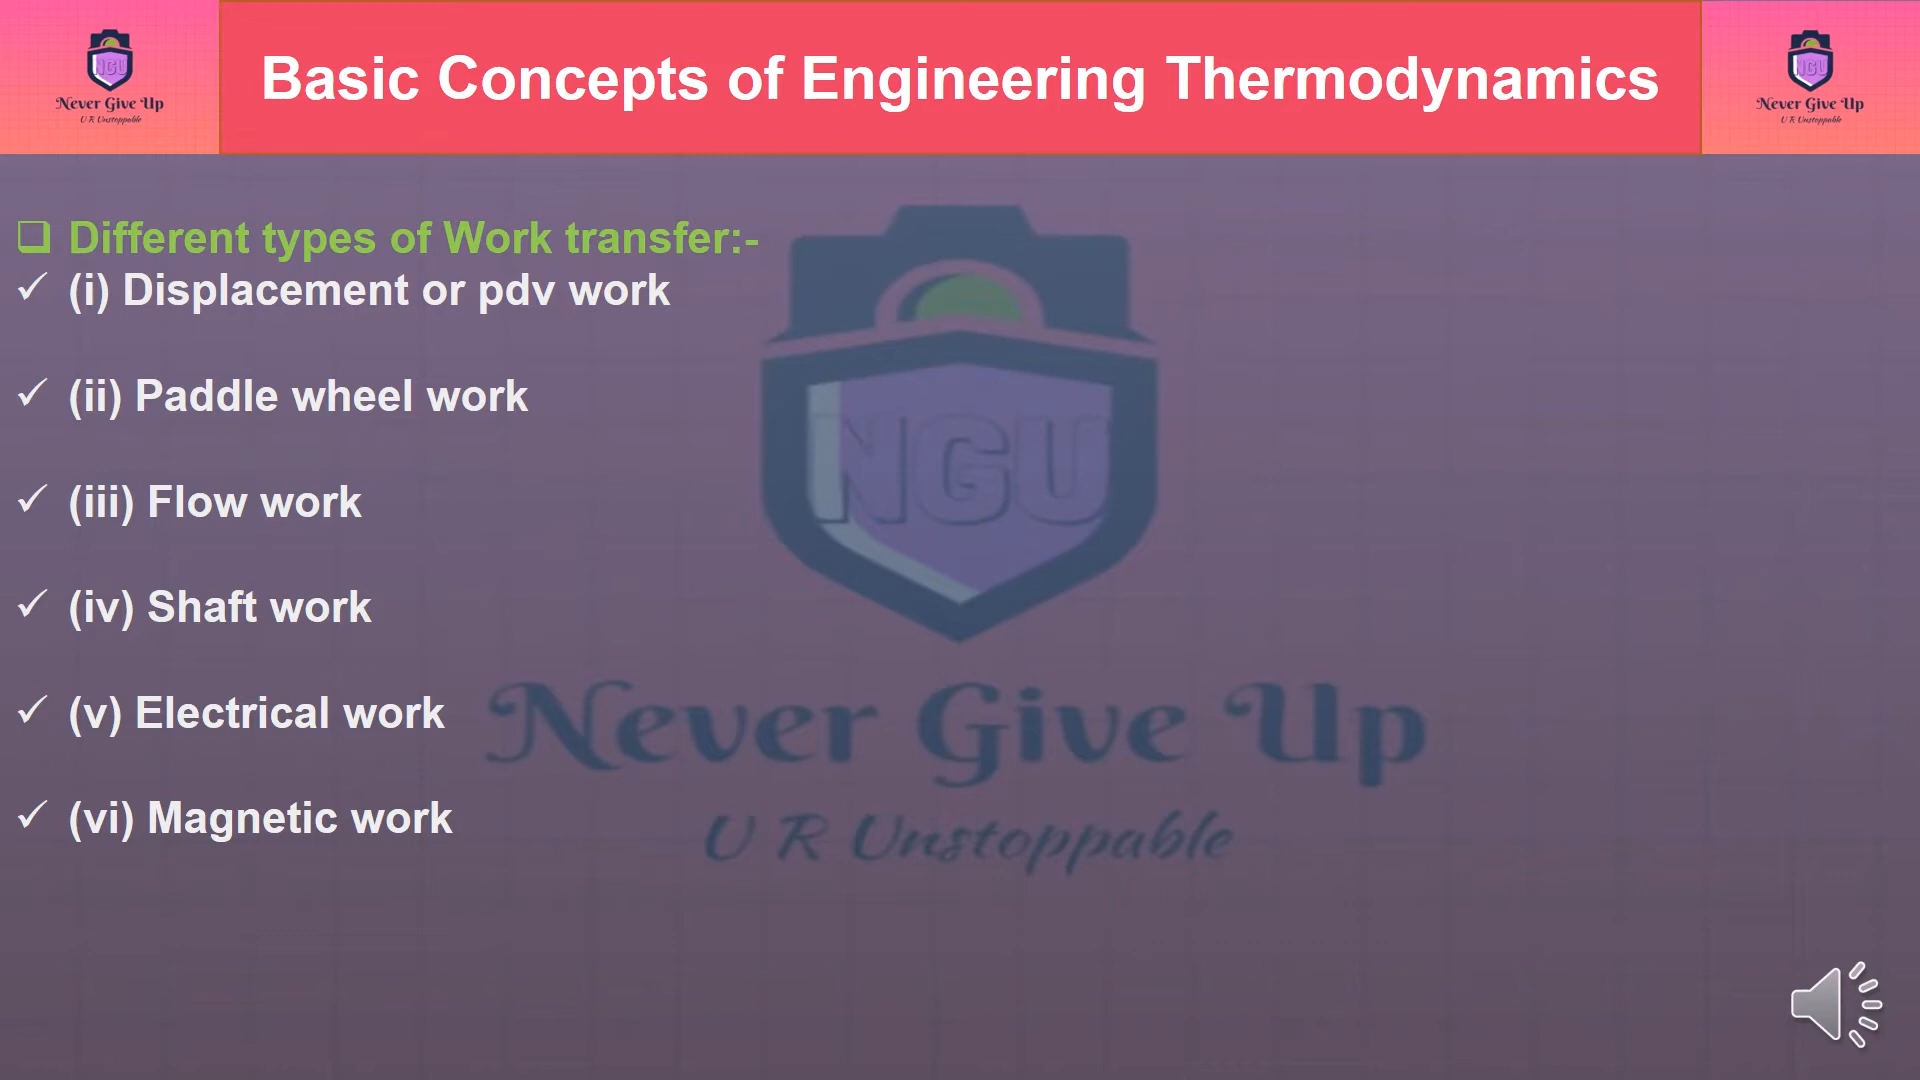 NGU
Never Give Up
U R Unstoppable
Basic Concepts of Engineering Thermodynamics
NGU
Never Give Up
U R Unstoppable
❑ Different types of Work transfer:-
✓ (i) Displacement or pdv work
✓ (ii) Paddle wheel work
✓ (iii) Flow work
✓ (iv) Shaft work
✓ (v) Electrical work
✓ (vi) Magnetic work
NGU
Never Give Up
U R Unstoppable